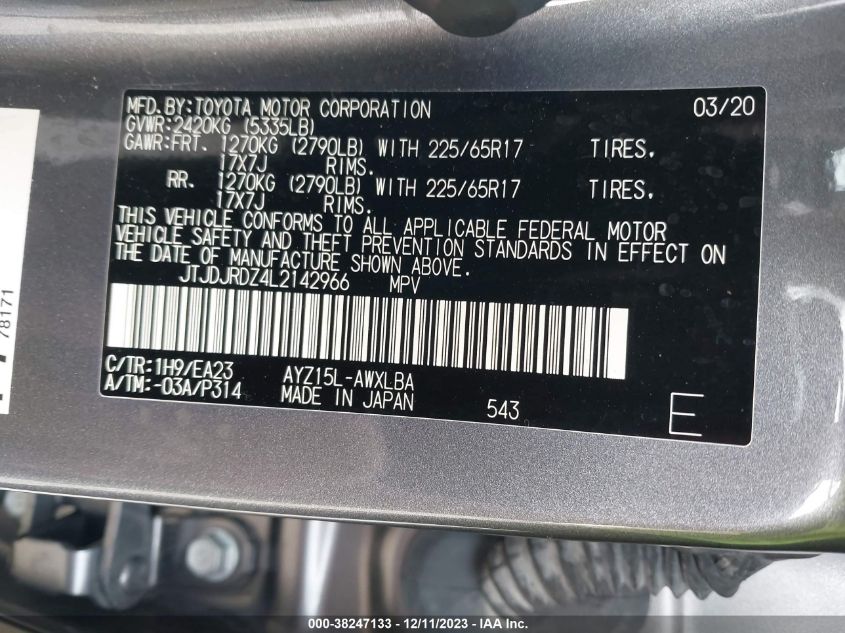 MFD.BY:TOYOTA MOTOR CORPORATION 03/20
GVWR:2420KG (5335LB)
GAWR:FRT. 1270KG (2790LB) WITH 225/65R17 TIRES.
17X7J RIMS.
RR. 1270KG (2790LB) WITH 225/65R17 TIRES.
17X7J RIMS.
THIS VEHICLE CONFORMS TO ALL APPLICABLE FEDERAL MOTOR
VEHICLE SAFETY AND THEFT PREVENTION STANDARDS IN EFFECT ON
THE DATE OF MANUFACTURE SHOWN ABOVE.
JTJDJRDZ4L2142966 MPV
C/TR:1H9/EA23 AYZ15L-AWXLBA
A/TM:-03A/P314 MADE IN JAPAN 543 E
78171
000-38247133 - 12/11/2023 - IAA Inc.